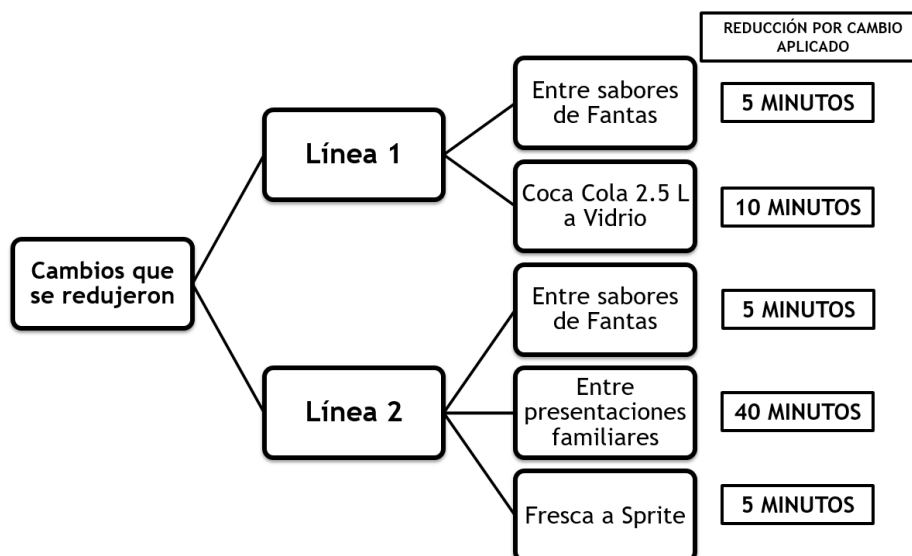 REDUCCIÓN POR CAMBIO
APLICADO
Entre sabores
de Fantas
5 MINUTOS
Línea 1
Coca Cola 2.5 L
a Vidrio
10 MINUTOS
Cambios que
se redujeron
Entre sabores
de Fantas
5 MINUTOS
Línea 2
Entre
presentaciones
familiares
40 MINUTOS
Fresca a Sprite
5 MINUTOS